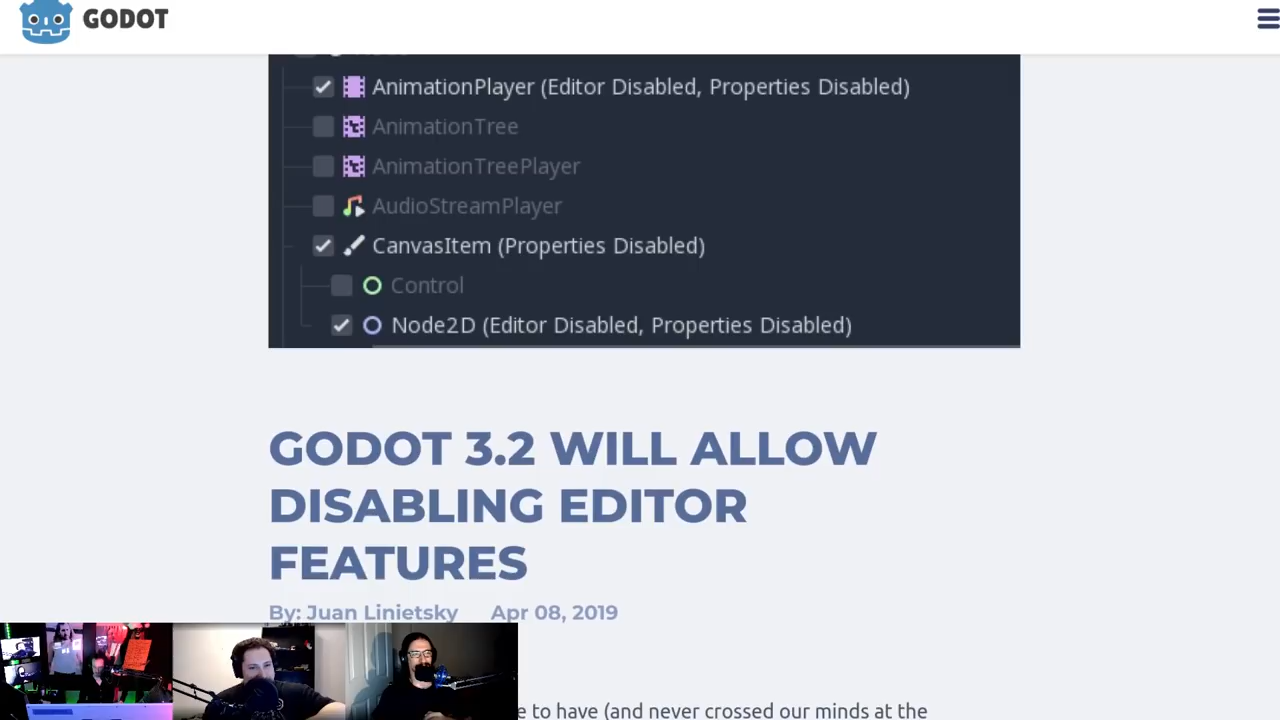 GODOT
AnimationPlayer (Editor Disabled, Properties Disabled)
AnimationTree
AnimationTreePlayer
AudioStreamPlayer
CanvasItem (Properties Disabled)
Control
Node2D (Editor Disabled, Properties Disabled)
GODOT 3.2 WILL ALLOW
DISABLING EDITOR
FEATURES
By: Juan Linietsky Apr 08, 2019
e to have (and never crossed our minds at the